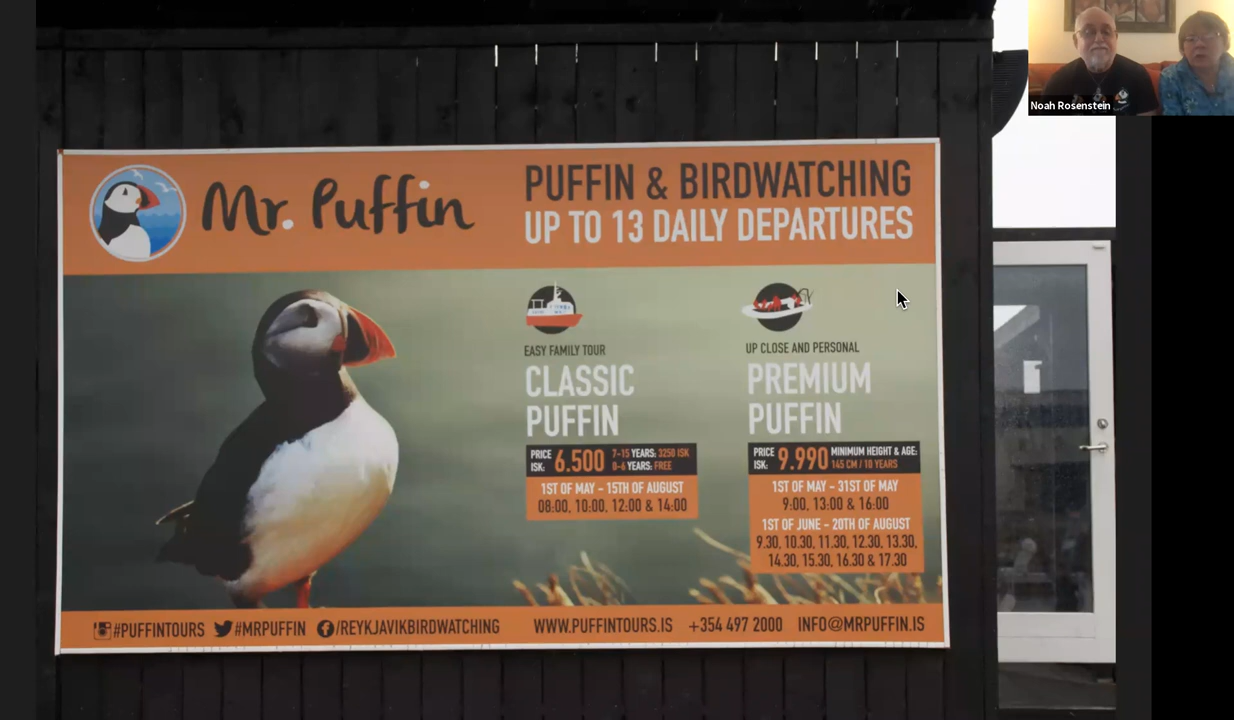 Noah Rosenstein
Mr. Puffin
PUFFIN & BIRDWATCHING
UP TO 13 DAILY DEPARTURES
EASY FAMILY TOUR
CLASSIC
PUFFIN
PRICE ISK: 6.500 7-15 YEARS: 3250 ISK
0-6 YEARS: FREE
1ST OF MAY - 15TH OF AUGUST
08:00, 10:00, 12:00 & 14:00
UP CLOSE AND PERSONAL
PREMIUM
PUFFIN
PRICE ISK: 9.990 MINIMUM HEIGHT & AGE:
145 CM / 10 YEARS
1ST OF MAY - 31ST OF MAY
9:00, 13:00 & 16:00
1ST OF JUNE - 20TH OF AUGUST
9.30, 10.30, 11.30, 12.30, 13.30,
14.30, 15.30, 16.30 & 17.30
#PUFFINTOURS #MRPUFFIN /REYKJAVIKBIRDWATCHING WWW.PUFFINTOURS.IS +354 497 2000 INFO@MRPUFFIN.IS